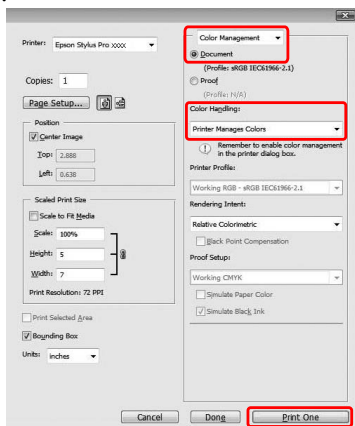 Printer: Epson Stylus Pro xxxx
Copies: 1
Page Setup...
Position
Center Image
Top: 2.888
Left: 0.638
Scaled Print Size
Scale to Fit Media
Scale: 100%
Height: 5
Width: 7
Print Resolution: 72 PPI
Print Selected Area
Bounding Box
Units: inches
Color Management
Document
(Profile: sRGB IEC61966-2.1)
Proof
(Profile: N/A)
Color Handling:
Printer Manages Colors
Remember to enable color management
in the printer dialog box.
Printer Profile:
Working RGB - sRGB IEC61966-2.1
Rendering Intent:
Relative Colorimetric
Black Point Compensation
Proof Setup:
Working CMYK
Simulate Paper Color
Simulate Black Ink
Cancel
Done
Print One